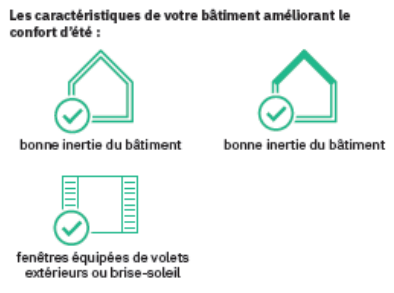 Les caractéristiques de votre bâtiment améliorant le
confort d'été :
bonne inertie du bâtiment
bonne inertie du bâtiment
fenêtres équipées de volets
extérieurs ou brise-soleil